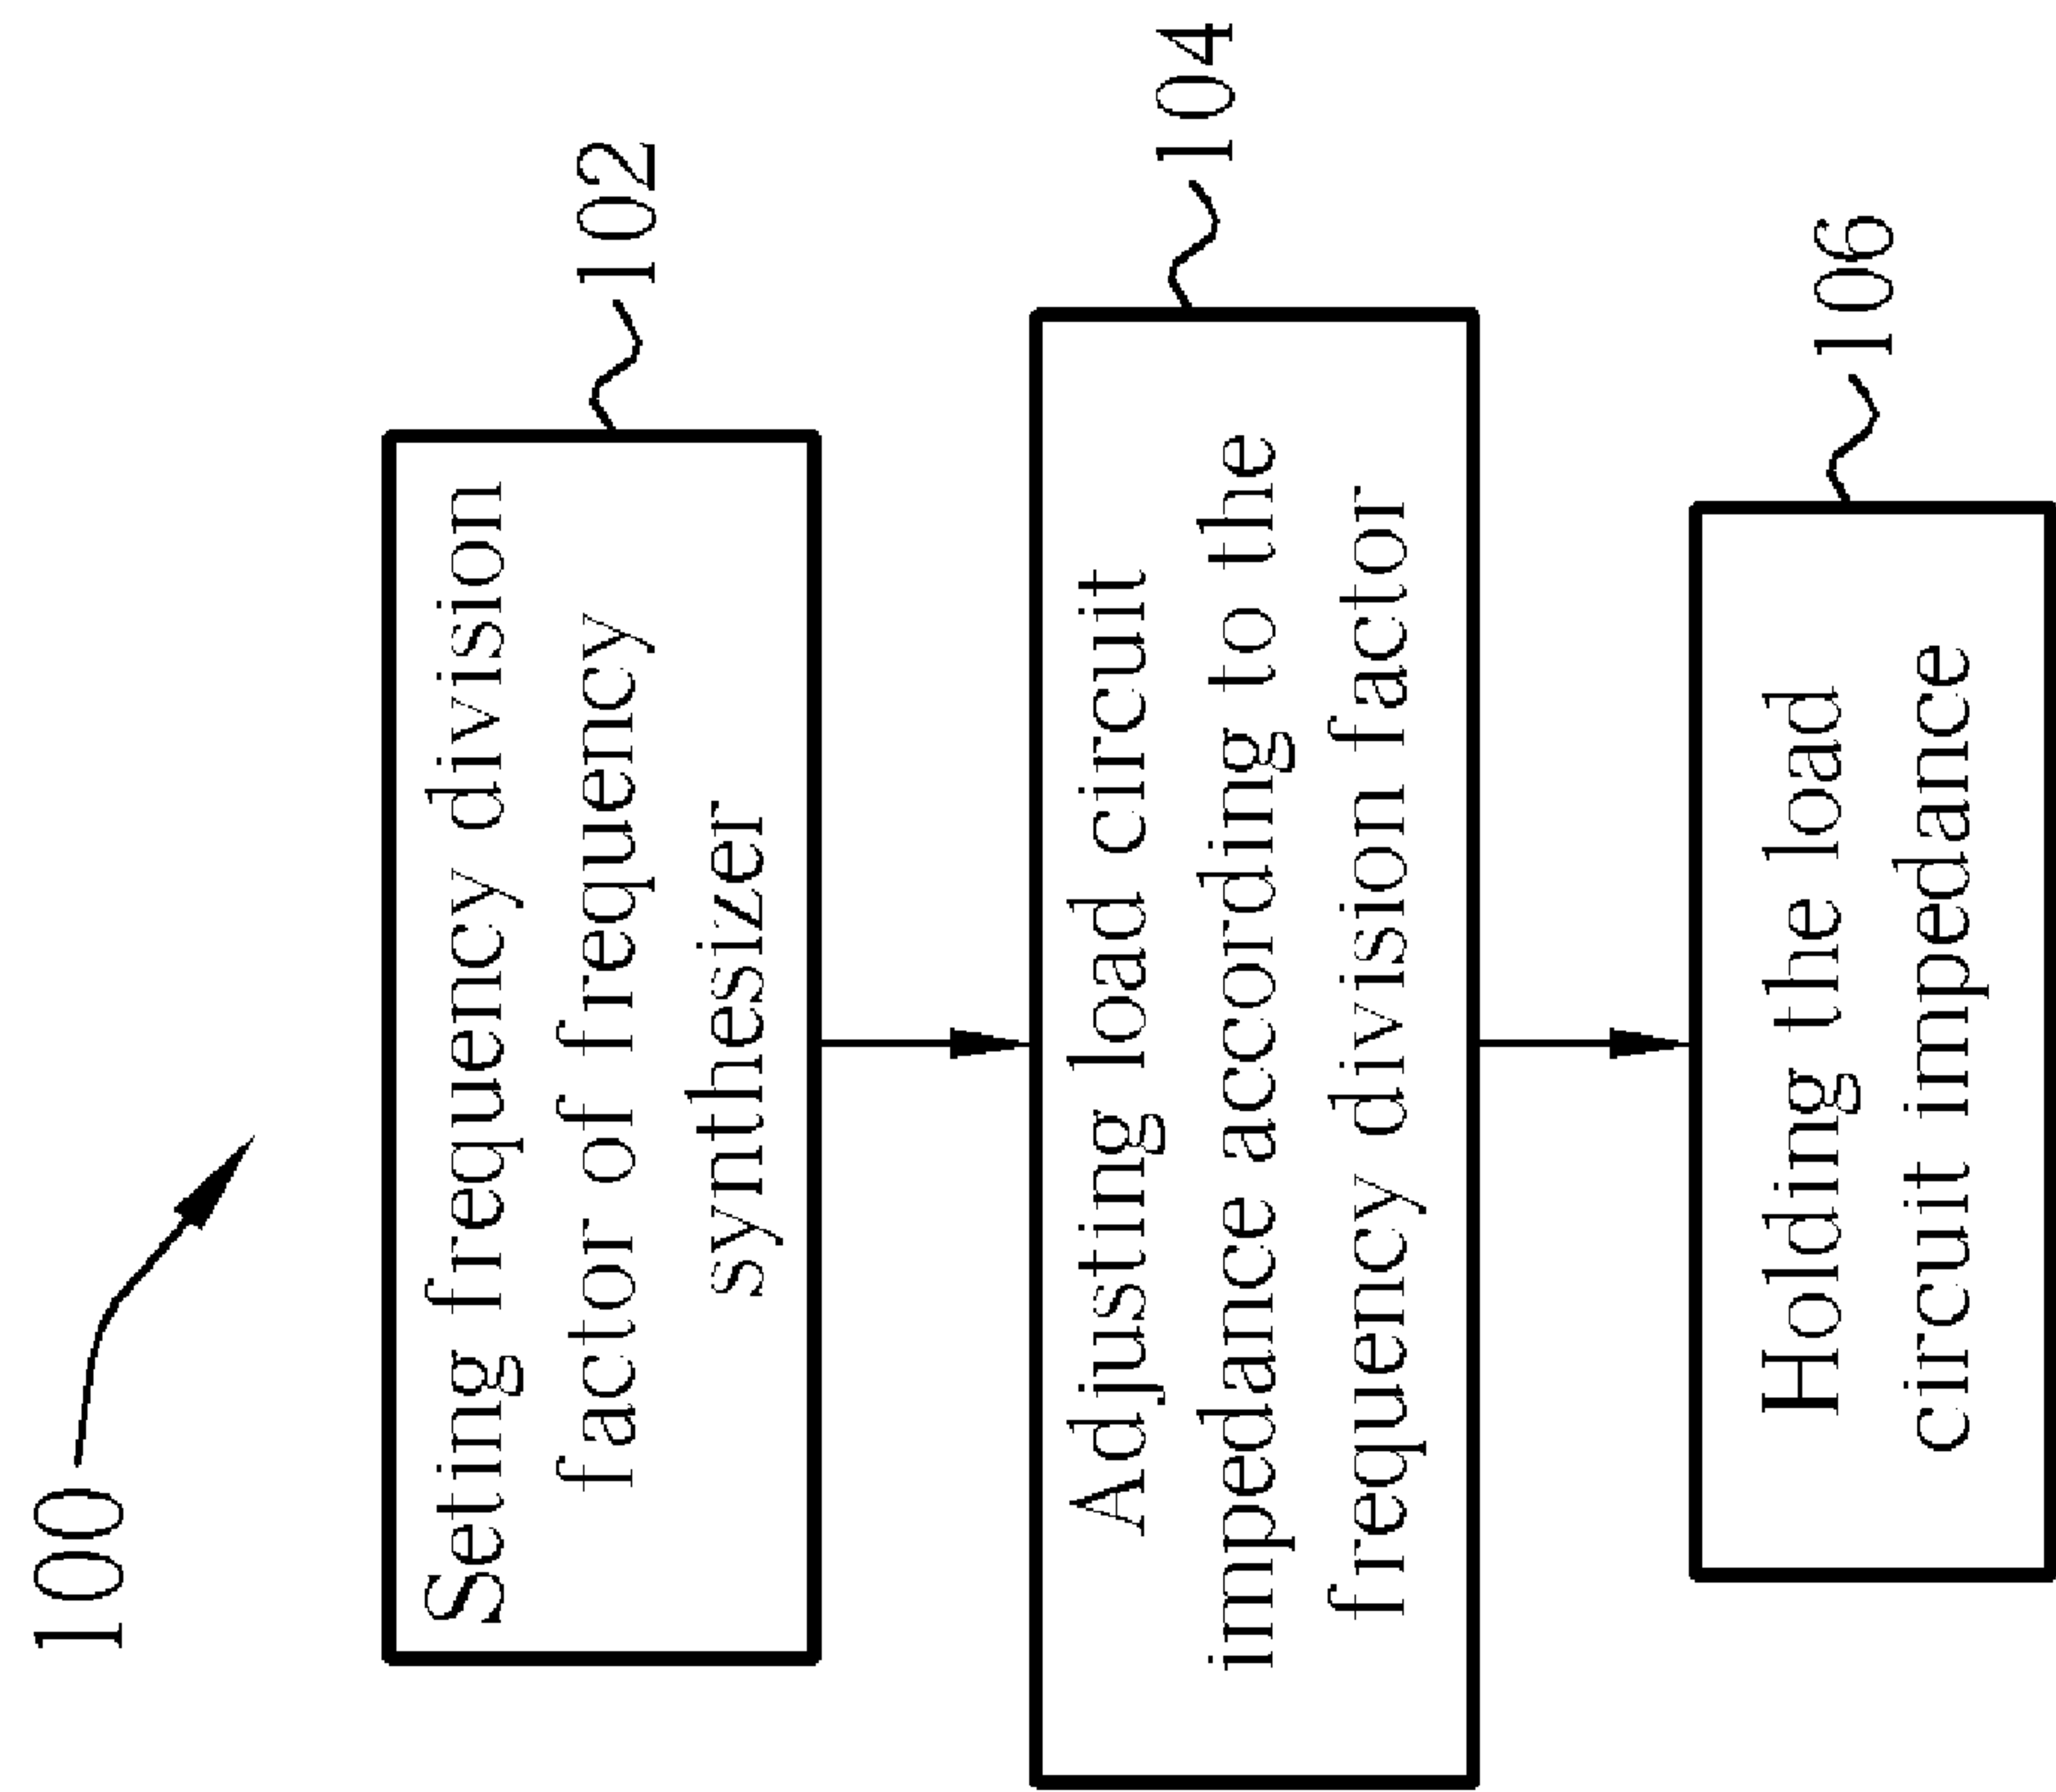 100
Seting frequency division
factor of frequency
synthesizer
102
Adjusting load circuit
impedance according to the
frequency division factor
104
Holding the load
circuit impedance
106